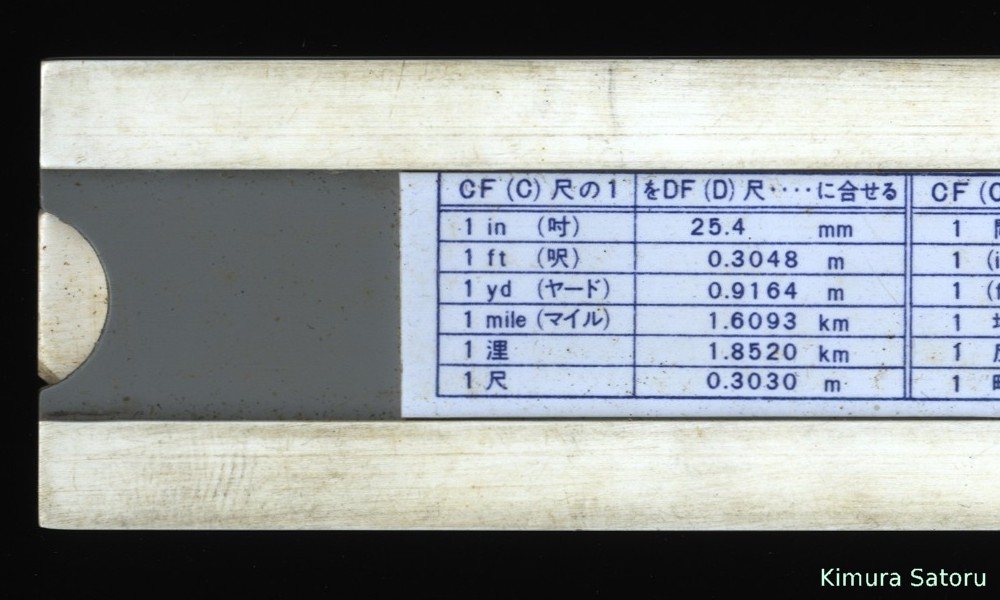 CF (C) 尺の1 をDF (D) 尺‥‥に合せる CF (C
1 in (吋) 25.4 mm 1
1 ft (呎) 0.3048 m 1 (i
1 yd (ヤード) 0.9164 m 1 (f
1 mile (マイル) 1.6093 km 1
1 浬 1.8520 km 1
1 尺 0.3030 m 1
Kimura Satoru